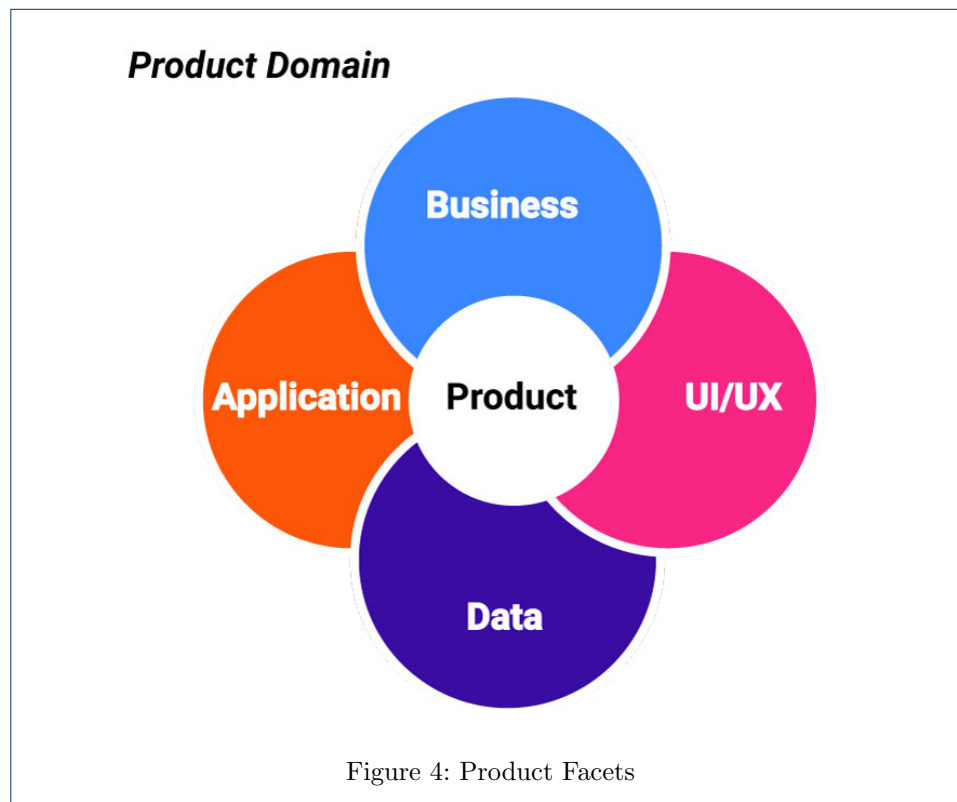 Product Domain
Business
Application
Product
UI/UX
Data
Figure 4: Product Facets